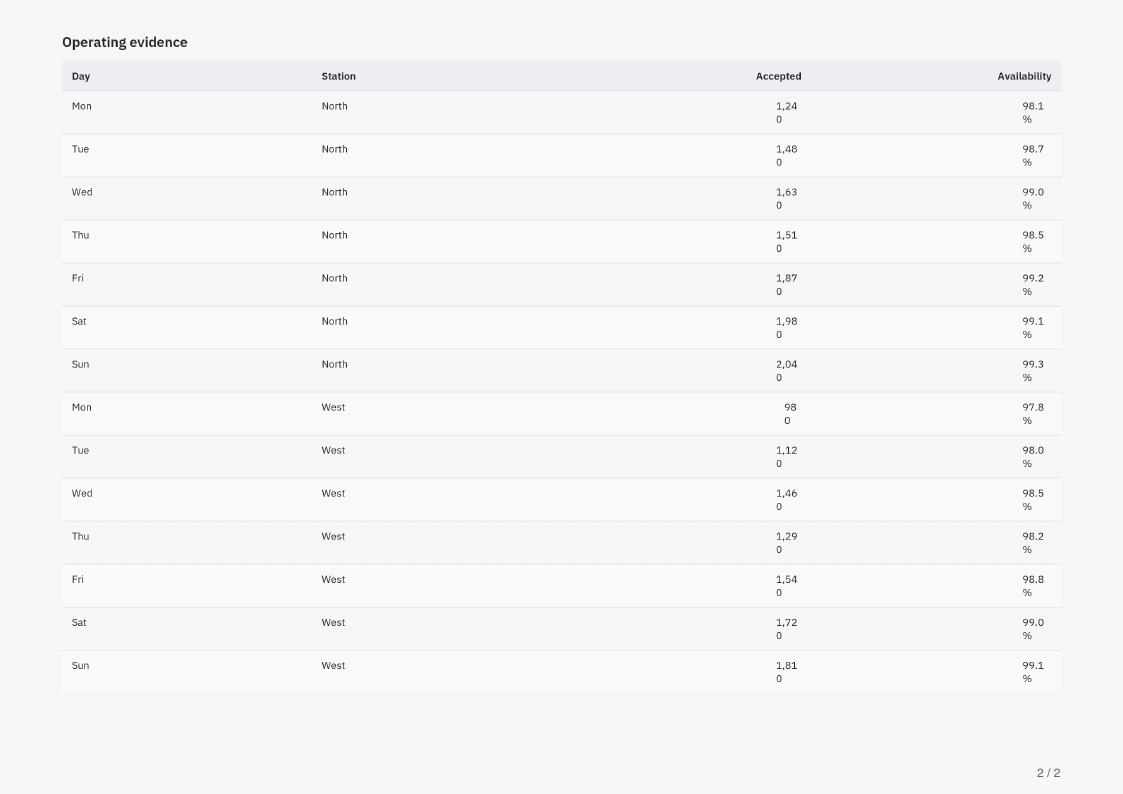 Operating evidence
Day Station Accepted Availability
Mon North 1,24 98.1
0 %
Tue North 1,48 98.7
0 %
Wed North 1,63 99.0
0 %
Thu North 1,51 98.5
0 %
Fri North 1,87 99.2
0 %
Sat North 1,98 99.1
0 %
Sun North 2,04 99.3
0 %
Mon West 98 97.8
0 %
Tue West 1,12 98.0
0 %
Wed West 1,46 98.5
0 %
Thu West 1,29 98.2
0 %
Fri West 1,54 98.8
0 %
Sat West 1,72 99.0
0 %
Sun West 1,81 99.1
0 %
2 / 2